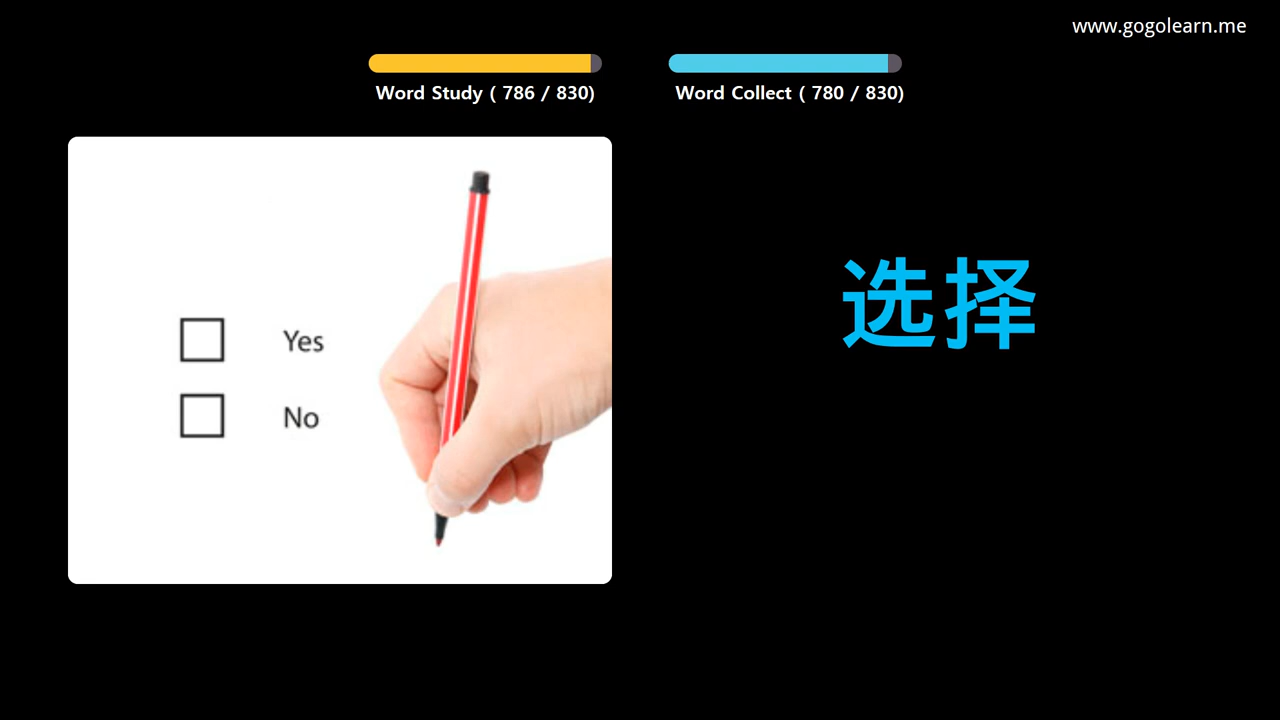 www.gogolearn.me
Word Study ( 786 / 830)
Word Collect ( 780 / 830)
Yes
No
选择